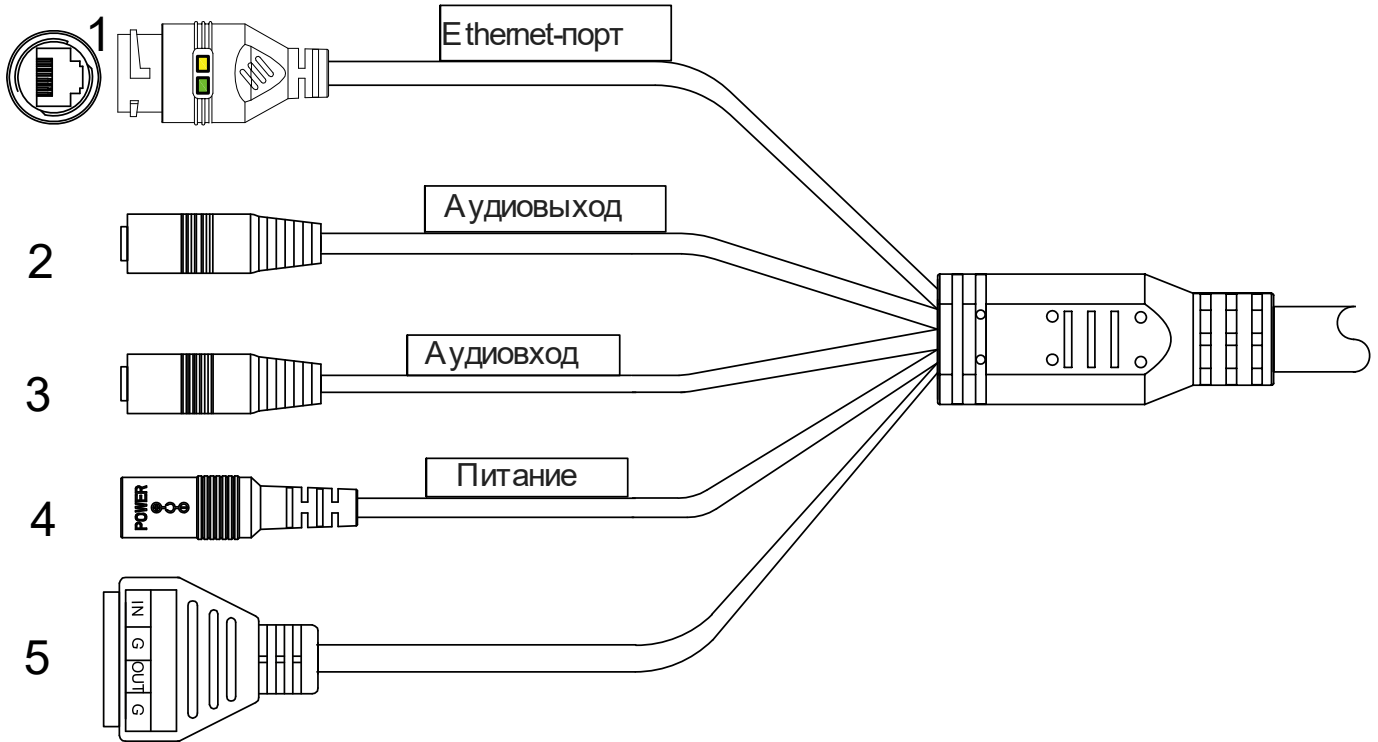 1
Ethernet-порт
2
Аудиовыход
3
Аудиовход
4
POWER
Питание
5
IN
G
OUT
G